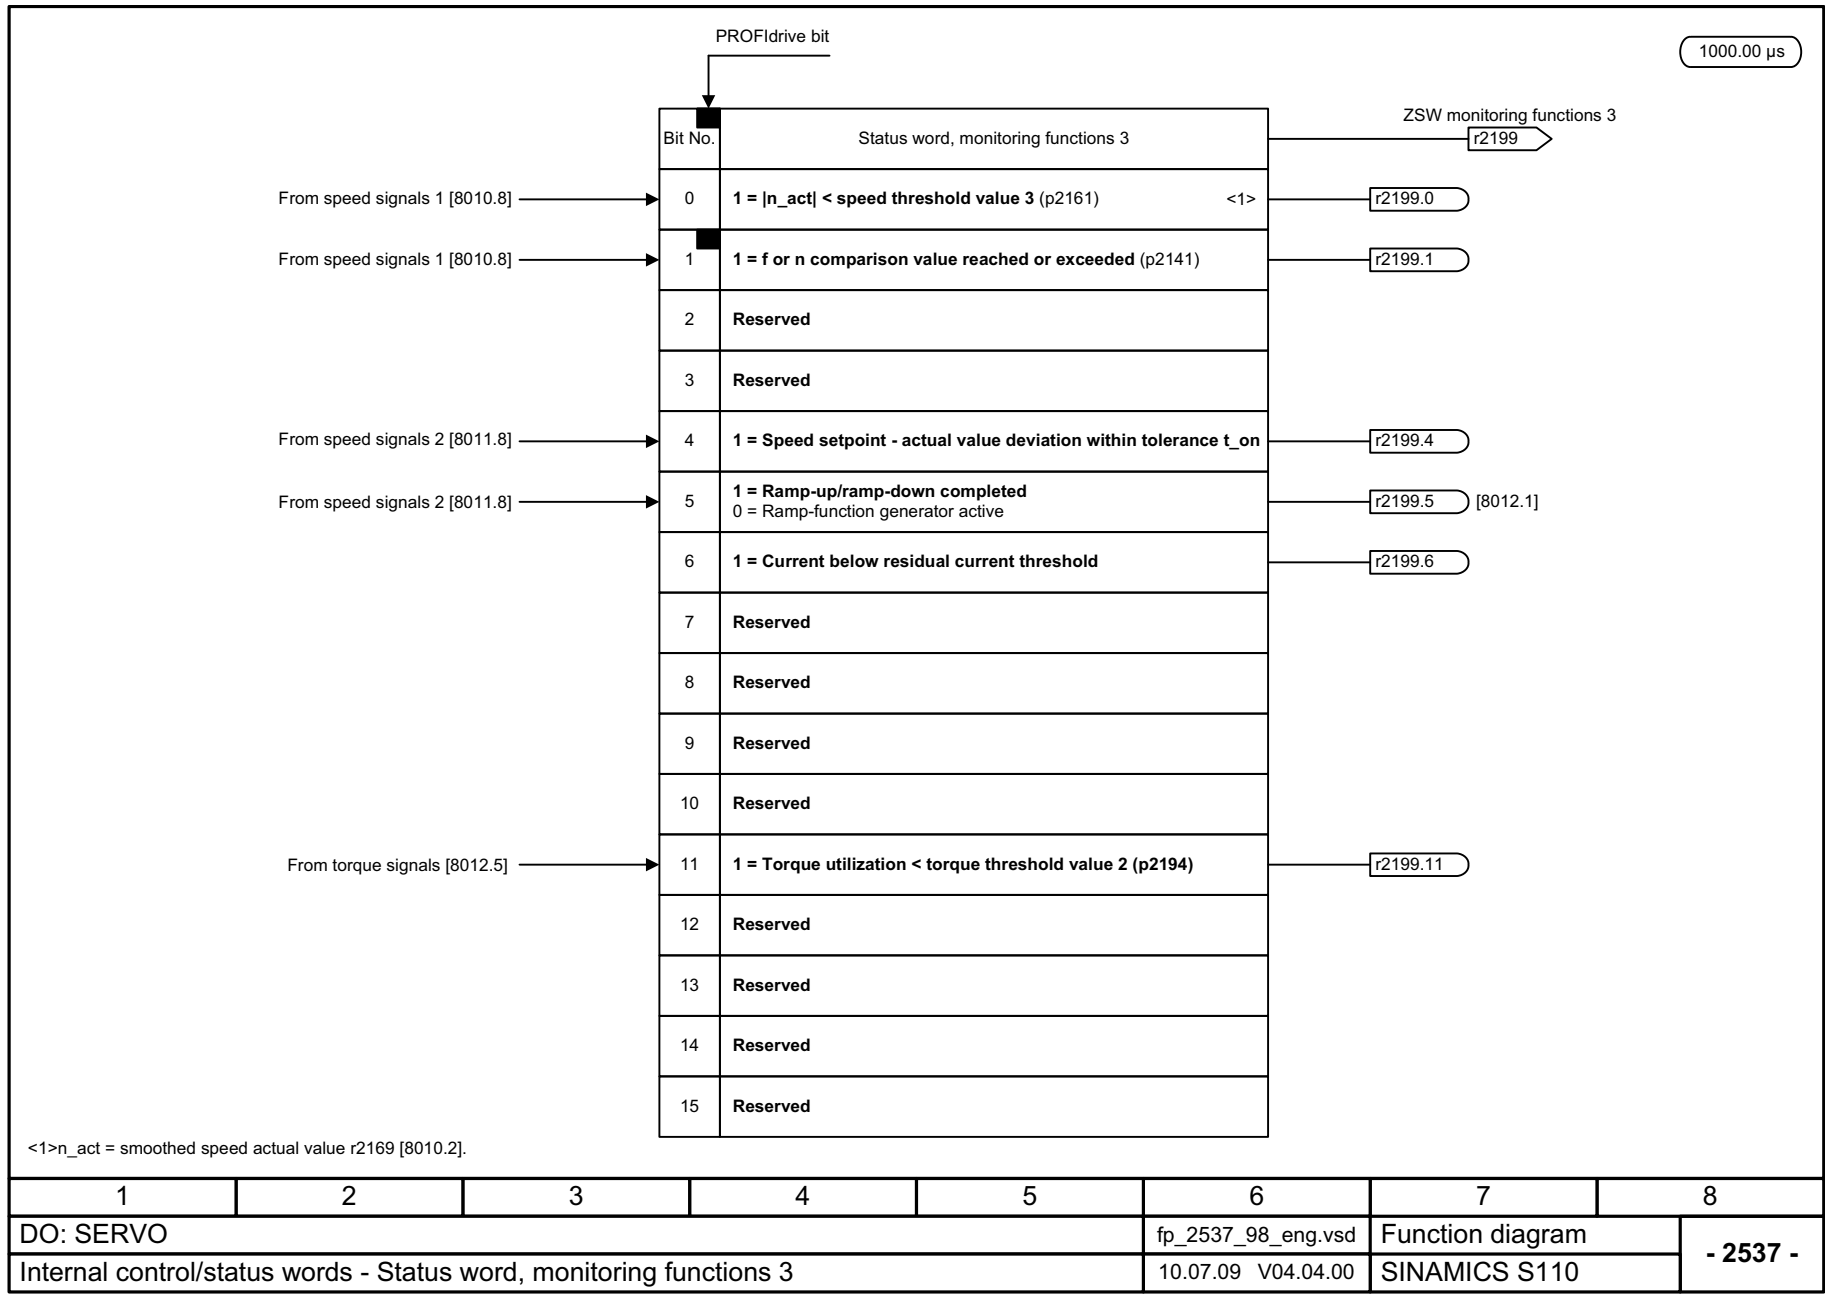 PROFIdrive bit
1000.00 µs
ZSW monitoring functions 3
Bit No. Status word, monitoring functions 3 r2199
From speed signals 1 [8010.8] 0 1 = |n_act| < speed threshold value 3 (p2161) <1> r2199.0
From speed signals 1 [8010.8] 1 1 = f or n comparison value reached or exceeded (p2141) r2199.1
2 Reserved
3 Reserved
From speed signals 2 [8011.8] 4 1 = Speed setpoint - actual value deviation within tolerance t_on r2199.4
From speed signals 2 [8011.8] 5 1 = Ramp-up/ramp-down completed r2199.5 [8012.1]
0 = Ramp-function generator active
6 1 = Current below residual current threshold r2199.6
7 Reserved
8 Reserved
9 Reserved
10 Reserved
From torque signals [8012.5] 11 1 = Torque utilization < torque threshold value 2 (p2194) r2199.11
12 Reserved
13 Reserved
14 Reserved
15 Reserved
<1>n_act = smoothed speed actual value r2169 [8010.2].
1 2 3 4 5 6 7 8
DO: SERVO fp_2537_98_eng.vsd Function diagram - 2537 -
Internal control/status words - Status word, monitoring functions 3 10.07.09 V04.04.00 SINAMICS S110